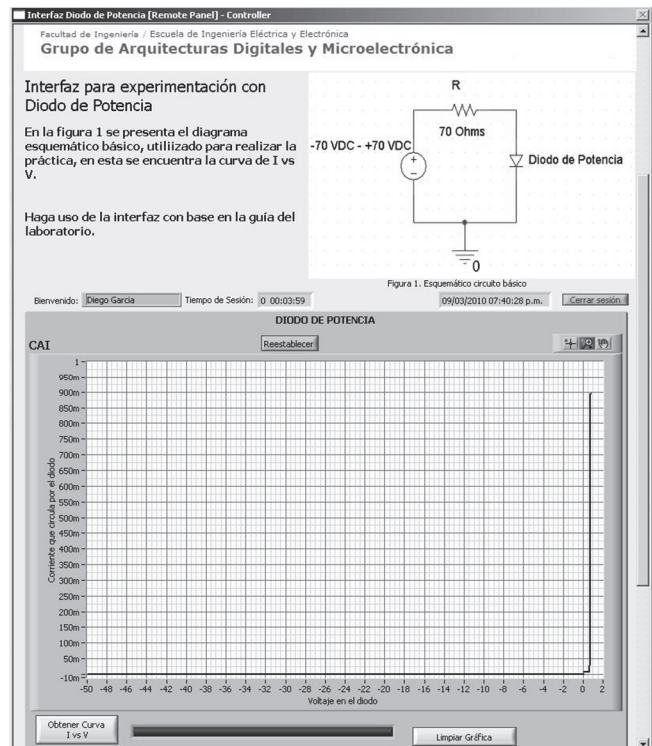 Interfaz Diodo de Potencia [Remote Panel] - Controller
Facultad de Ingeniería / Escuela de Ingeniería Eléctrica y Electrónica
Grupo de Arquitecturas Digitales y Microelectrónica
Interfaz para experimentación con
Diodo de Potencia
En la figura 1 se presenta el diagrama
esquemático básico, utiliizado para realizar la
práctica, en esta se encuentra la curva de I vs
V.
Haga uso de la interfaz con base en la guía del
laboratorio.
R
70 Ohms
-70 VDC - +70 VDC
+
-
Diodo de Potencia
0
Figura 1. Esquemático circuito básico
Bienvenido: Diego Garcia Tiempo de Sesión: 0 00:03:59 09/03/2010 07:40:28 p.m. Cerrar sesión
DIODO DE POTENCIA
CAI Reestablecer
Corriente que circula por el diodo
1
950m
900m
850m
800m
750m
700m
650m
600m
550m
500m
450m
400m
350m
300m
250m
200m
150m
100m
50m
-10m
-50 -48 -46 -44 -42 -40 -38 -36 -34 -32 -30 -28 -26 -24 -22 -20 -18 -16 -14 -12 -10 -8 -6 -4 -2 0 2
Voltaje en el diodo
Obtener Curva
I vs V
Limpiar Gráfica